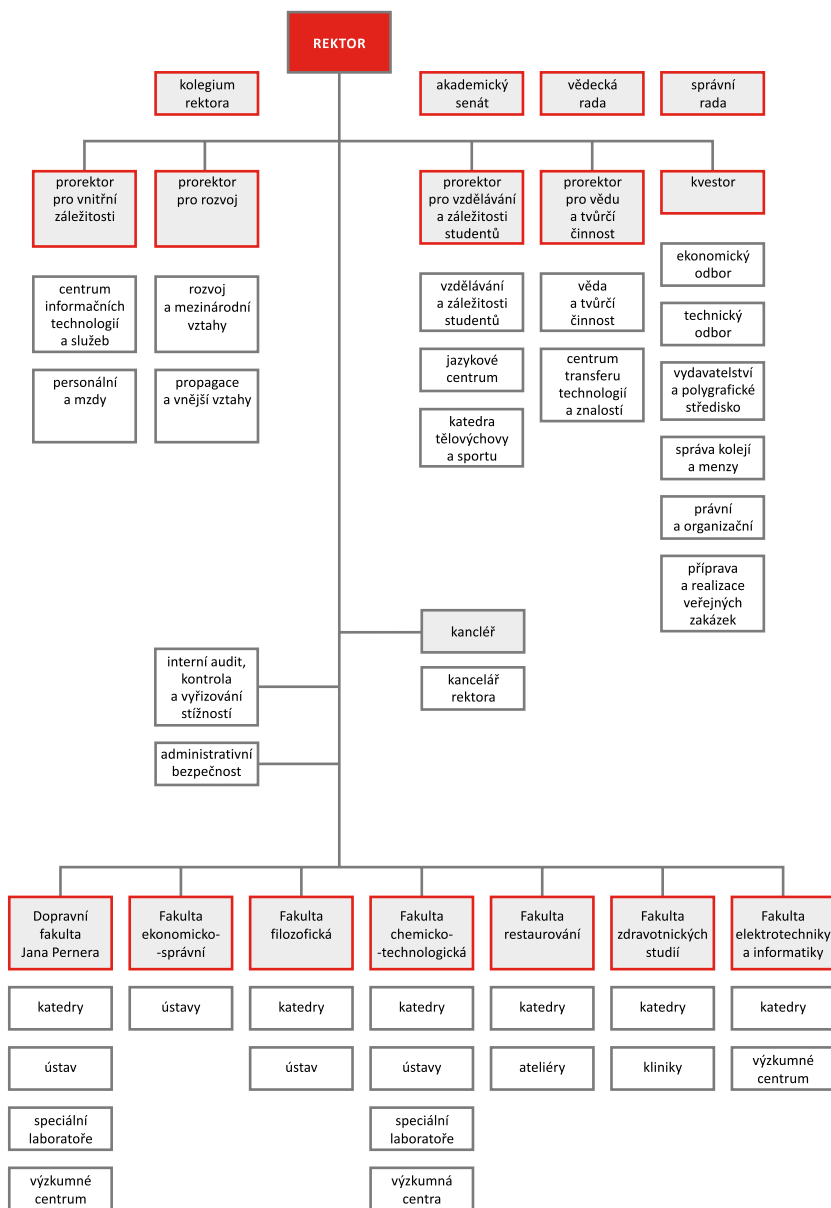 REKTOR
kolegium
rektora
akademický
senát
vědecká
rada
správní
rada
prorektor
pro vnitřní
záležitosti
prorektor
pro rozvoj
prorektor
pro vzdělávání
a záležitosti
studentů
prorektor
pro vědu
a tvůrčí
činnost
kvestor
centrum
informačních
technologií
a služeb
personální
a mzdy
rozvoj
a mezinárodní
vztahy
propagace
a vnější vztahy
vzdělávání
a záležitosti
studentů
jazykové
centrum
katedra
tělovýchovy
a sportu
věda
a tvůrčí
činnost
centrum
transferu
technologií
a znalostí
ekonomický
odbor
technický
odbor
vydavatelství
a polygrafické
středisko
správa kolejí
a menzy
právní
a organizační
příprava
a realizace
veřejných
zakázek
kancléř
kancelář
rektora
interní audit,
kontrola
a vyřizování
stížností
administrativní
bezpečnost
Dopravní
fakulta
Jana Pernera
katedry
ústav
speciální
laboratoře
výzkumné
centrum
Fakulta
ekonomicko-
-správní
ústavy
Fakulta
filozofická
katedry
ústav
Fakulta
chemicko-
-technologická
katedry
ústavy
speciální
laboratoře
výzkumná
centra
Fakulta
restaurování
katedry
ateliéry
Fakulta
zdravotnických
studií
katedry
kliniky
Fakulta
elektrotechniky
a informatiky
katedry
výzkumné
centrum